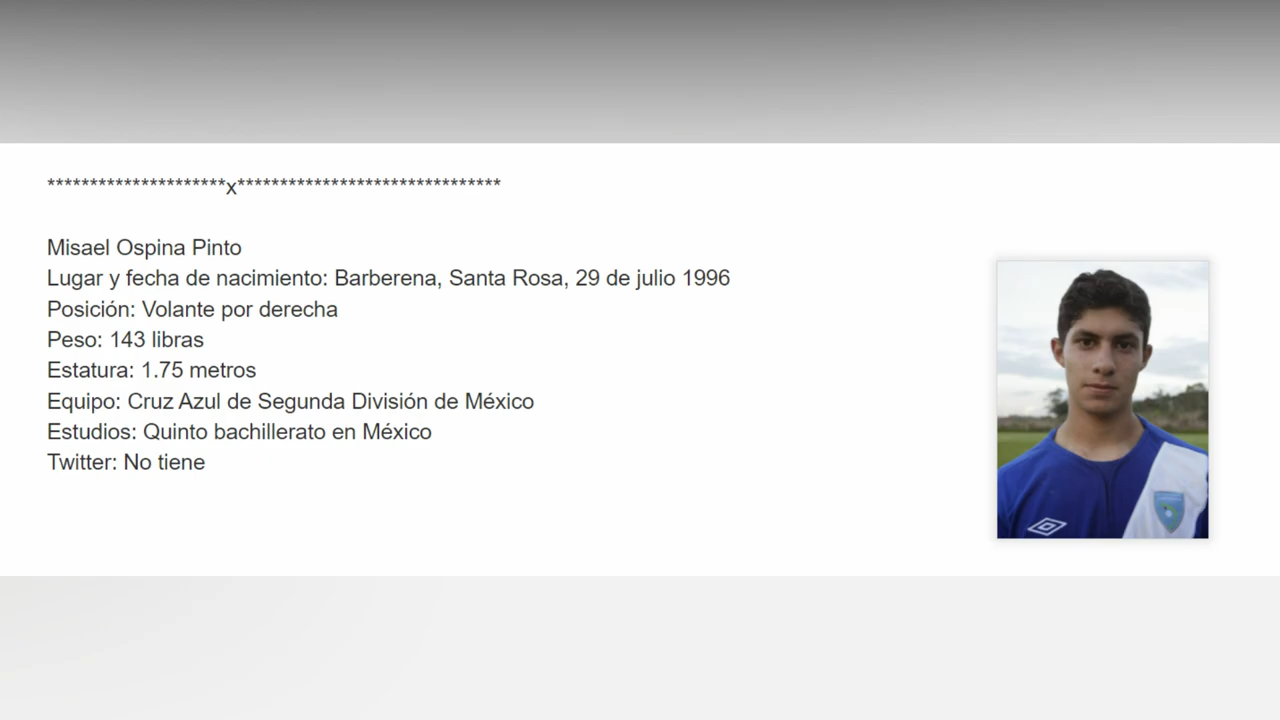 *********************x*******************************
Misael Ospina Pinto
Lugar y fecha de nacimiento: Barberena, Santa Rosa, 29 de julio 1996
Posición: Volante por derecha
Peso: 143 libras
Estatura: 1.75 metros
Equipo: Cruz Azul de Segunda División de México
Estudios: Quinto bachillerato en México
Twitter: No tiene